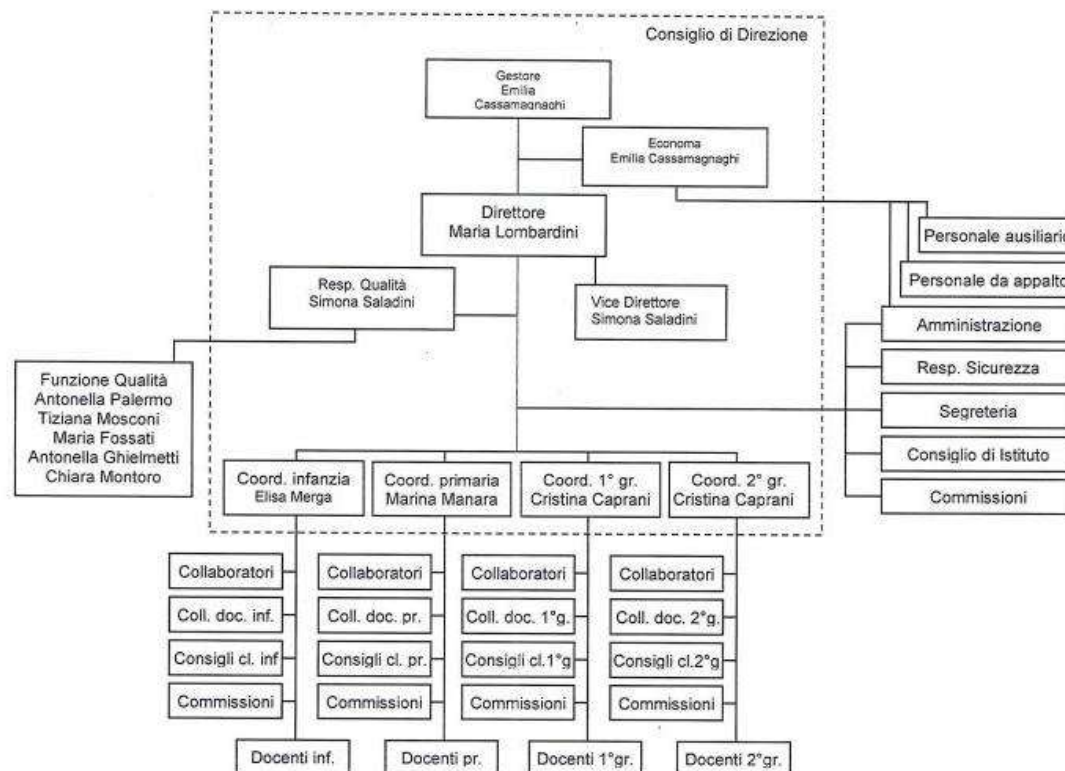 Consiglio di Direzione
Gestore
Emilia
Cassamagnaghi
Economa
Emilia Cassamagnaghi
Direttore
Maria Lombardini
Personale ausiliario
Personale da appalto
Resp. Qualità
Simona Saladini
Vice Direttore
Simona Saladini
Amministrazione
Resp. Sicurezza
Segreteria
Consiglio di Istituto
Commissioni
Funzione Qualità
Antonella Palermo
Tiziana Mosconi
Maria Fossati
Antonella Ghielmetti
Chiara Montoro
Coord. infanzia
Elisa Merga
Coord. primaria
Marina Manara
Coord. 1° gr.
Cristina Caprani
Coord. 2° gr.
Cristina Caprani
Collaboratori
Collaboratori
Collaboratori
Collaboratori
Coll. doc. inf.
Coll. doc. pr.
Coll. doc. 1°g.
Coll. doc. 2°g.
Consigli cl. inf
Consigli cl. pr.
Consigli cl.1°g
Consigli cl.2°g
Commissioni
Commissioni
Commissioni
Commissioni
Docenti inf.
Docenti pr.
Docenti 1°gr.
Docenti 2°gr.